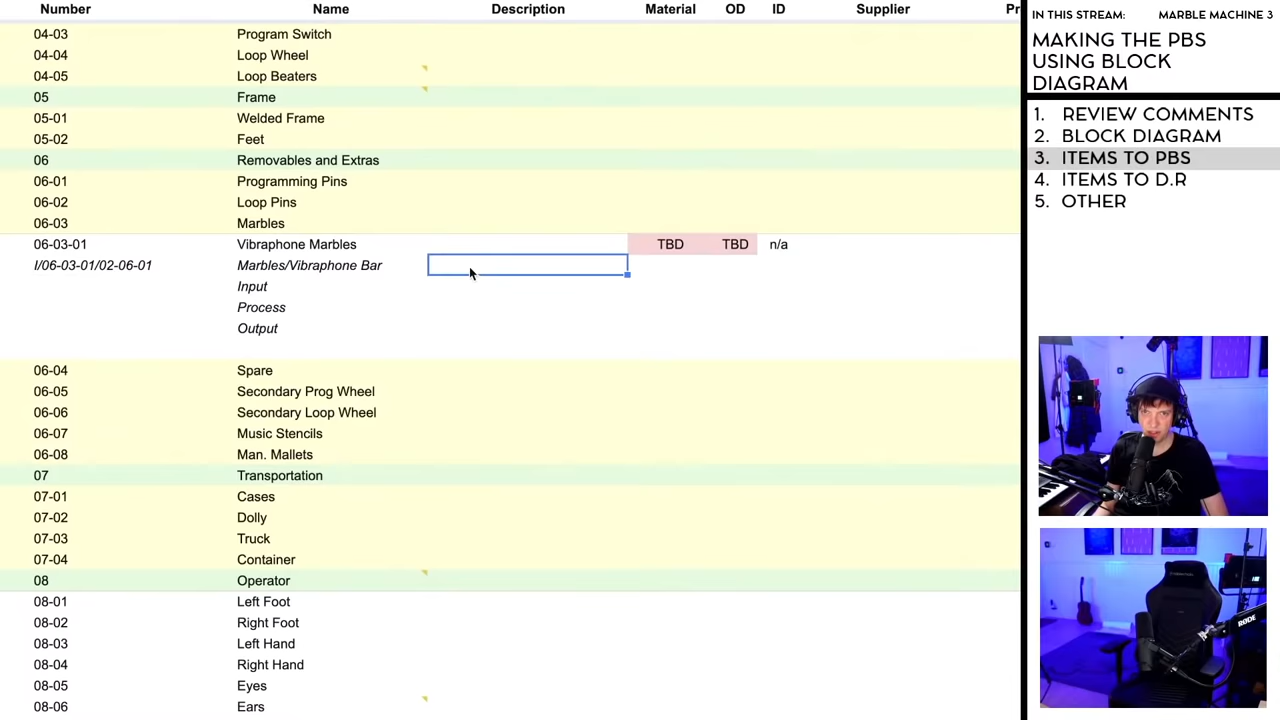 Number Name Description Material OD ID Supplier Pr
04-03 Program Switch
04-04 Loop Wheel
04-05 Loop Beaters
05 Frame
05-01 Welded Frame
05-02 Feet
06 Removables and Extras
06-01 Programming Pins
06-02 Loop Pins
06-03 Marbles
06-03-01 Vibraphone Marbles TBD TBD n/a
I/06-03-01/02-06-01 Marbles/Vibraphone Bar
Input
Process
Output
06-04 Spare
06-05 Secondary Prog Wheel
06-06 Secondary Loop Wheel
06-07 Music Stencils
06-08 Man. Mallets
07 Transportation
07-01 Cases
07-02 Dolly
07-03 Truck
07-04 Container
08 Operator
08-01 Left Foot
08-02 Right Foot
08-03 Left Hand
08-04 Right Hand
08-05 Eyes
08-06 Ears
IN THIS STREAM: MARBLE MACHINE 3
MAKING THE PBS
USING BLOCK
DIAGRAM
1. REVIEW COMMENTS
2. BLOCK DIAGRAM
3. ITEMS TO PBS
4. ITEMS TO D.R
5. OTHER
RØDE